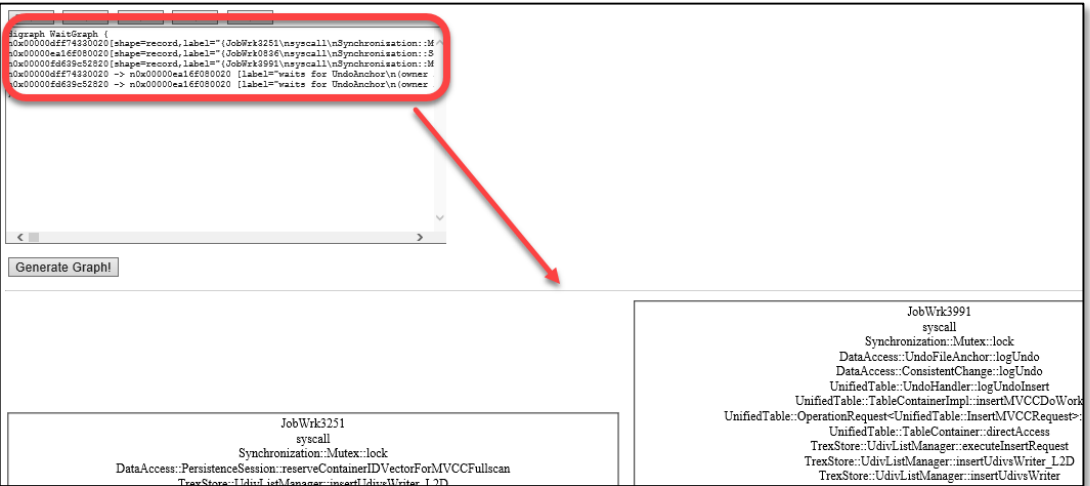 digraph WaitGraph {
n0x00000dff74330020[shape=record,label="{JobWrk3251\nsyscall\nSynchronization::M
n0x00000ea16f080020[shape=record,label="{JobWrk0836\nsyscall\nSynchronization::S
n0x00000fd639c52820[shape=record,label="{JobWrk3991\nsyscall\nSynchronization::M
n0x00000dff74330020 -> n0x00000ea16f080020 [label="waits for UndoAnchor\n(owner
n0x00000fd639c52820 -> n0x00000ea16f080020 [label="waits for UndoAnchor\n(owner
}
Generate Graph!
JobWrk3991
syscall
Synchronization::Mutex::lock
DataAccess::UndoFileAnchor::logUndo
DataAccess::ConsistentChange::logUndo
UnifiedTable::UndoHandler::logUndoInsert
UnifiedTable::TableContainerImpl::insertMVCCDoWork
UnifiedTable::OperationRequest<UnifiedTable::InsertMVCCRequest>:
UnifiedTable::TableContainer::directAccess
TrexStore::UdivListManager::executeInsertRequest
TrexStore::UdivListManager::insertUdivsWriter_L2D
TrexStore::UdivListManager::insertUdivsWriter
JobWrk3251
syscall
Synchronization::Mutex::lock
DataAccess::PersistenceSession::reserveContainerIDVectorForMVCCFullscan
TrexStore::UdivListManager::insertUdivsWriter_L2D